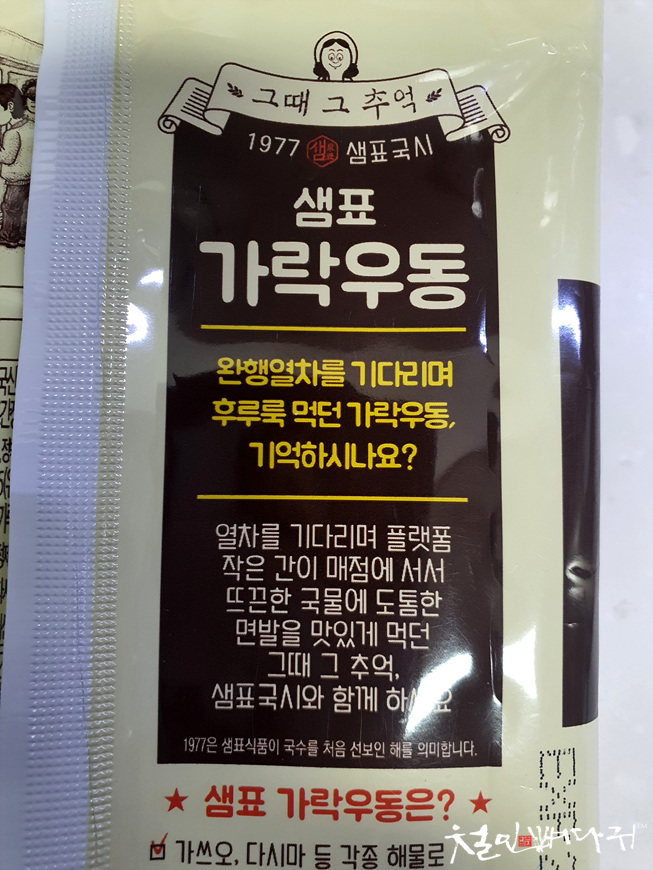 그때 그 추억
1977 샘표 샘표국시
샘표
가락우동
완행열차를 기다리며
후루룩 먹던 가락우동,
기억하시나요?
열차를 기다리며 플랫폼
작은 간이 매점에 서서
뜨끈한 국물에 도톰한
면발을 맛있게 먹던
그때 그 추억,
샘표국시와 함께
1977은 샘표식품이 국수를 처음 선보인 해를 의미합니다.
★ 샘표 가락우동은? ★
가쓰오, 다시마 등 각종 해물로